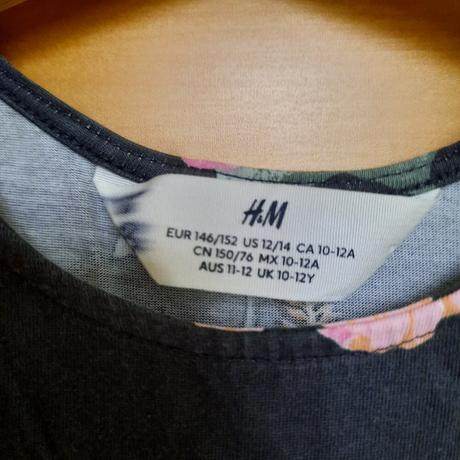 H&M
EUR 146/152 US 12/14 CA 10-12A
CN 150/76 MX 10-12A
AUS 11-12 UK 10-12Y